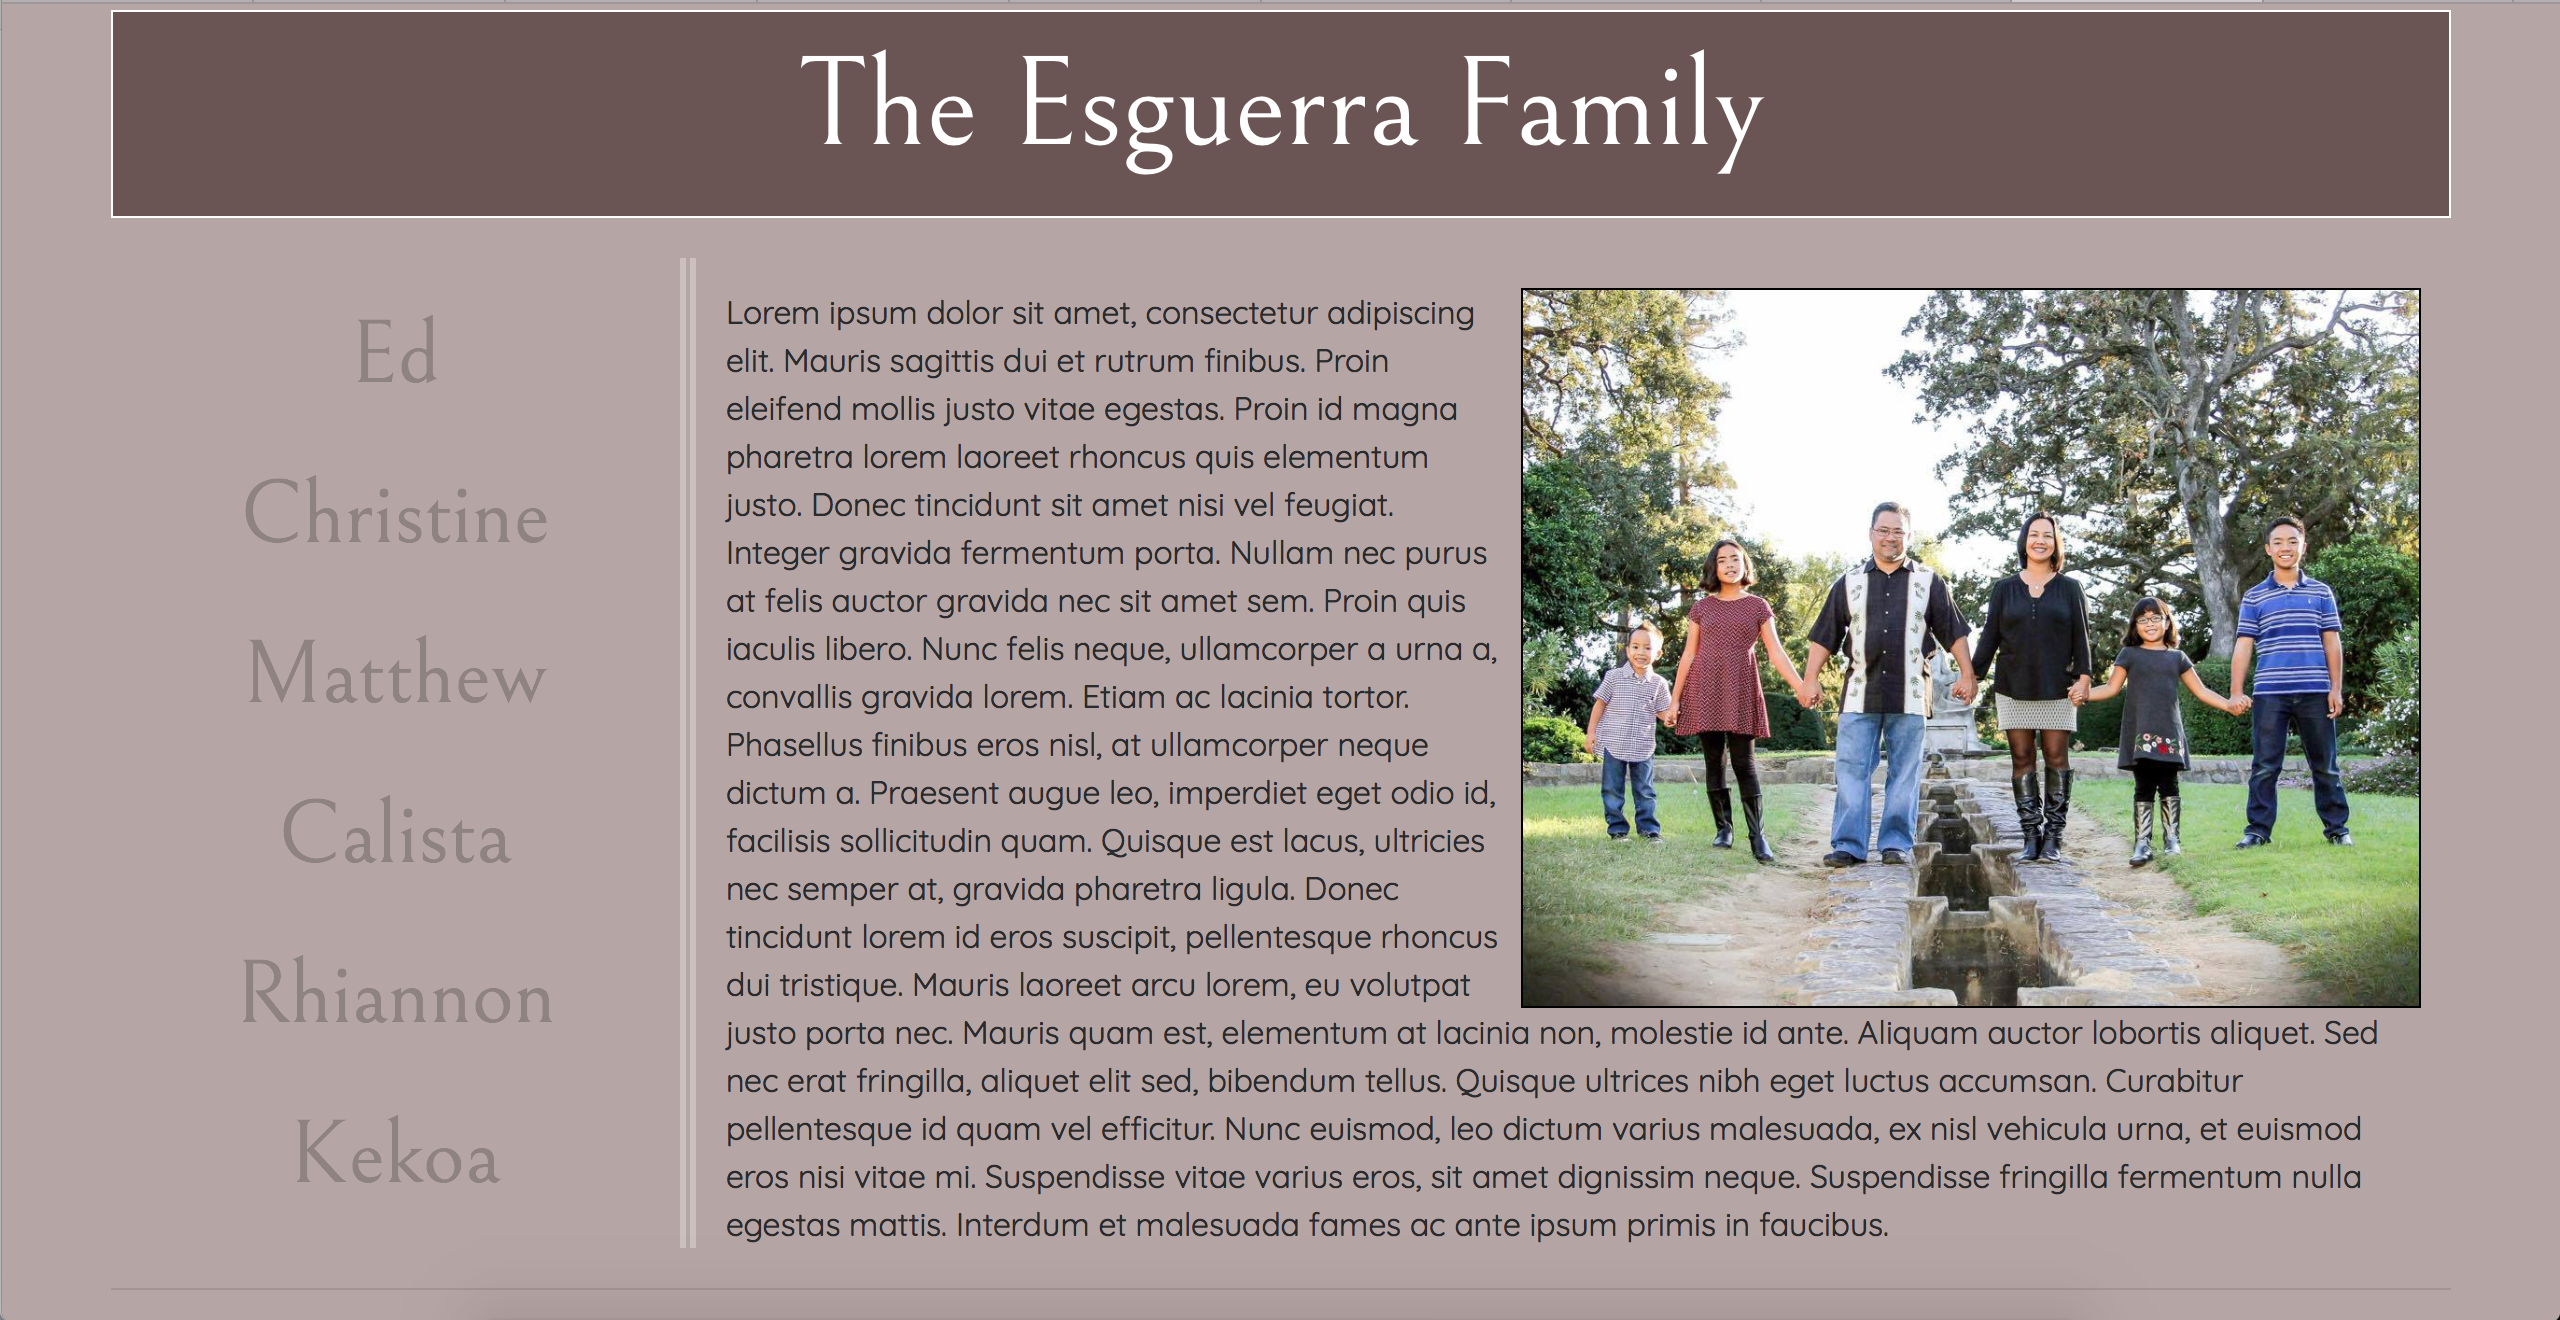 The Esguerra Family
Ed
Christine
Matthew
Calista
Rhiannon
Kekoa
Lorem ipsum dolor sit amet, consectetur adipiscing
elit. Mauris sagittis dui et rutrum finibus. Proin
eleifend mollis justo vitae egestas. Proin id magna
pharetra lorem laoreet rhoncus quis elementum
justo. Donec tincidunt sit amet nisi vel feugiat.
Integer gravida fermentum porta. Nullam nec purus
at felis auctor gravida nec sit amet sem. Proin quis
iaculis libero. Nunc felis neque, ullamcorper a urna a,
convallis gravida lorem. Etiam ac lacinia tortor.
Phasellus finibus eros nisl, at ullamcorper neque
dictum a. Praesent augue leo, imperdiet eget odio id,
facilisis sollicitudin quam. Quisque est lacus, ultricies
nec semper at, gravida pharetra ligula. Donec
tincidunt lorem id eros suscipit, pellentesque rhoncus
dui tristique. Mauris laoreet arcu lorem, eu volutpat
justo porta nec. Mauris quam est, elementum at lacinia non, molestie id ante. Aliquam auctor lobortis aliquet. Sed
nec erat fringilla, aliquet elit sed, bibendum tellus. Quisque ultrices nibh eget luctus accumsan. Curabitur
pellentesque id quam vel efficitur. Nunc euismod, leo dictum varius malesuada, ex nisl vehicula urna, et euismod
eros nisi vitae mi. Suspendisse vitae varius eros, sit amet dignissim neque. Suspendisse fringilla fermentum nulla
egestas mattis. Interdum et malesuada fames ac ante ipsum primis in faucibus.